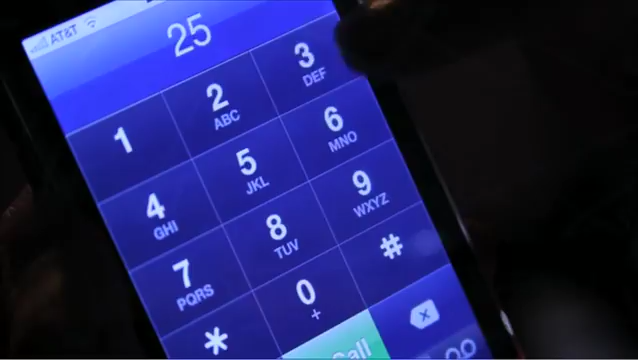 AT&T
25
1
2 ABC
3 DEF
4 GHI
5 JKL
6 MNO
7 PQRS
8 TUV
9 WXYZ
*
0 +
#
Call